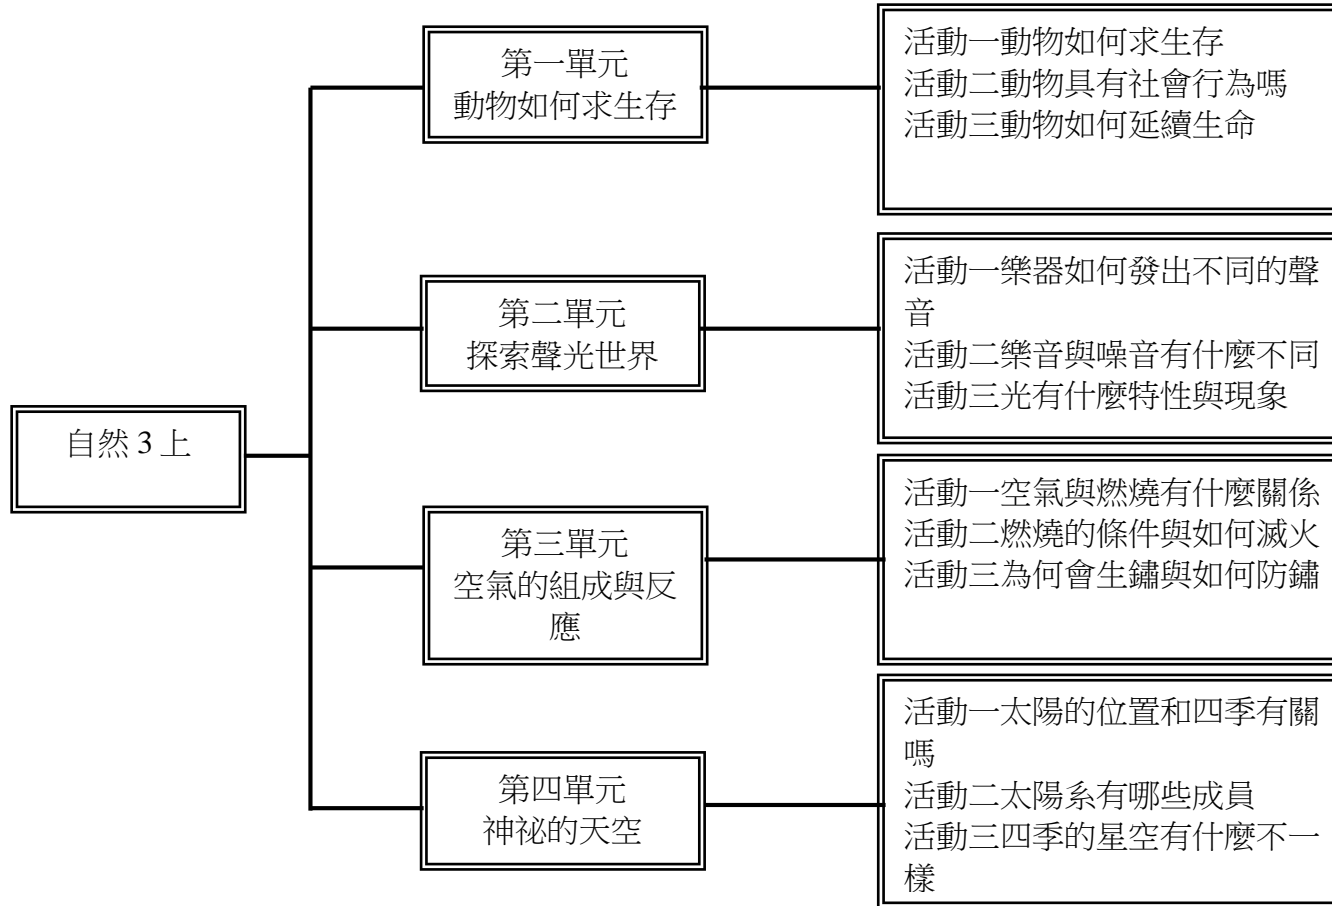 自然 3 上
第一單元
動物如何求生存
活動一動物如何求生存
活動二動物具有社會行為嗎
活動三動物如何延續生命
第二單元
探索聲光世界
活動一樂器如何發出不同的聲
音
活動二樂音與噪音有什麼不同
活動三光有什麼特性與現象
第三單元
空氣的組成與反
應
活動一空氣與燃燒有什麼關係
活動二燃燒的條件與如何滅火
活動三為何會生鏽與如何防鏽
第四單元
神祕的天空
活動一太陽的位置和四季有關
嗎
活動二太陽系有哪些成員
活動三四季的星空有什麼不一
樣